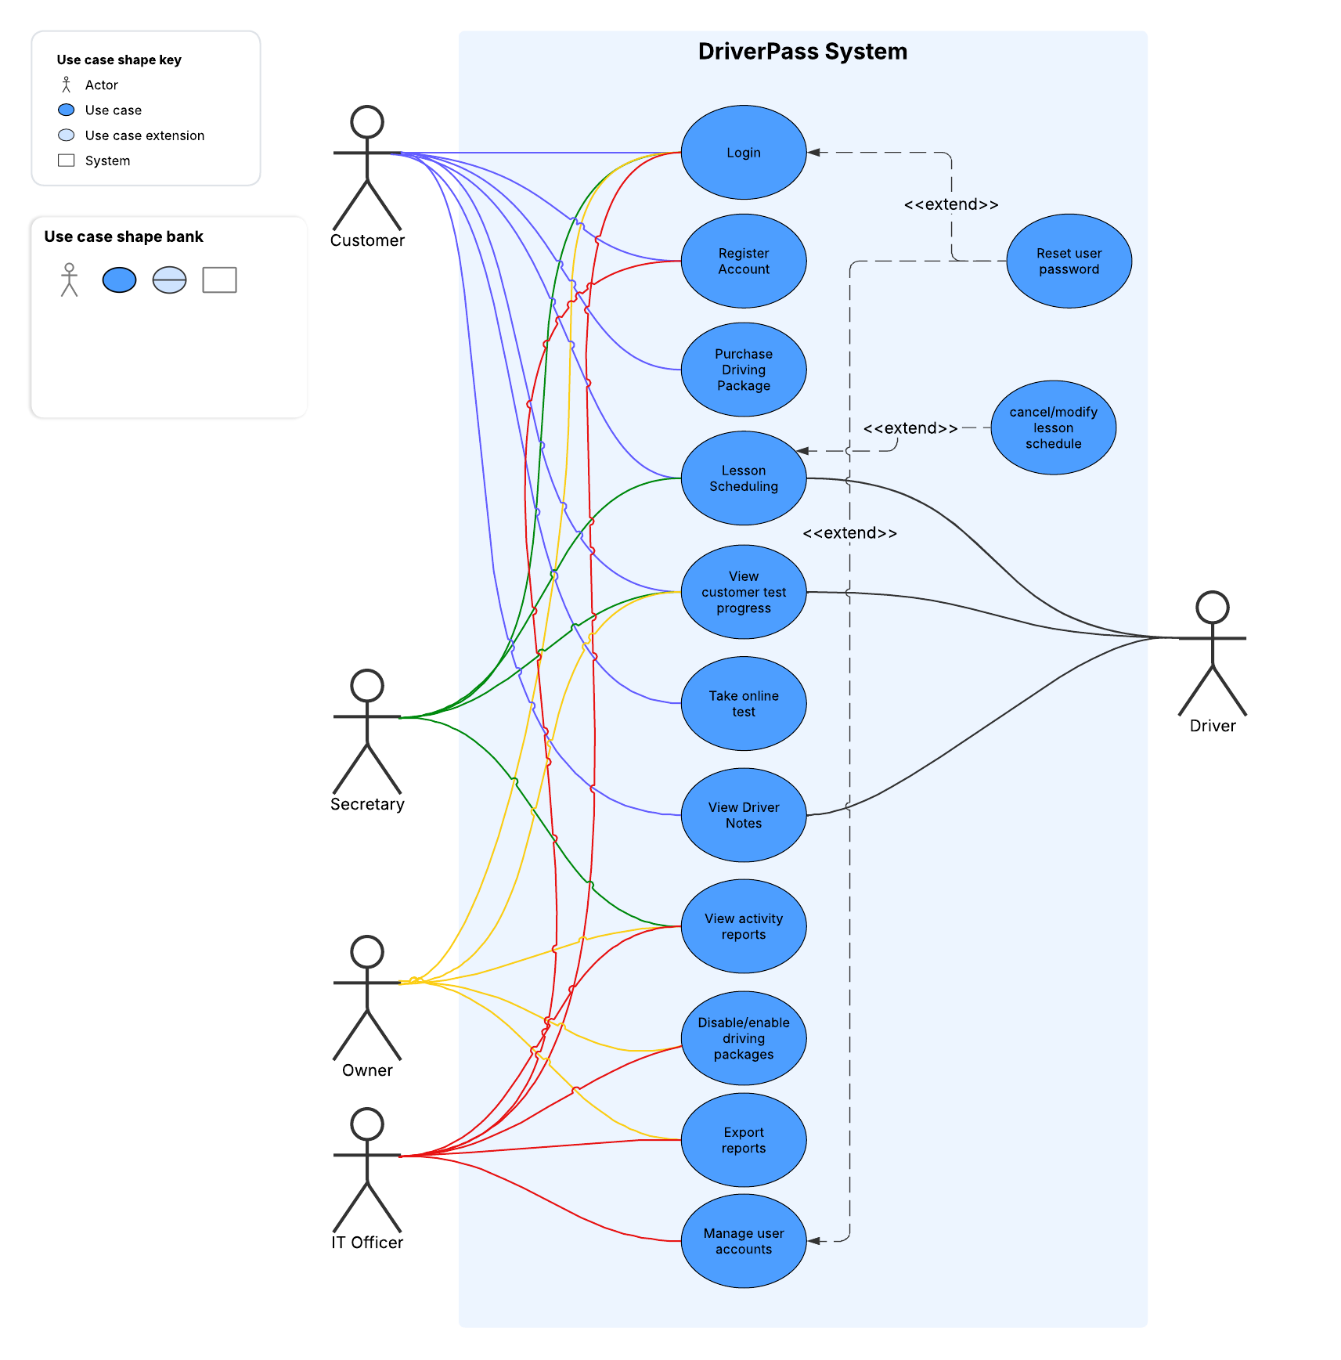 Use case shape key
Actor
Use case
Use case extension
System
Use case shape bank
DriverPass System
Customer
Secretary
Owner
IT Officer
Login
Register
Account
Purchase
Driving
Package
Lesson
Scheduling
View
customer test
progress
Take online
test
View Driver
Notes
View activity
reports
Disable/enable
driving
packages
Export
reports
Manage user
accounts
<<extend>>
Reset user
password
<<extend>>
cancel/modify
lesson
schedule
<<extend>>
Driver